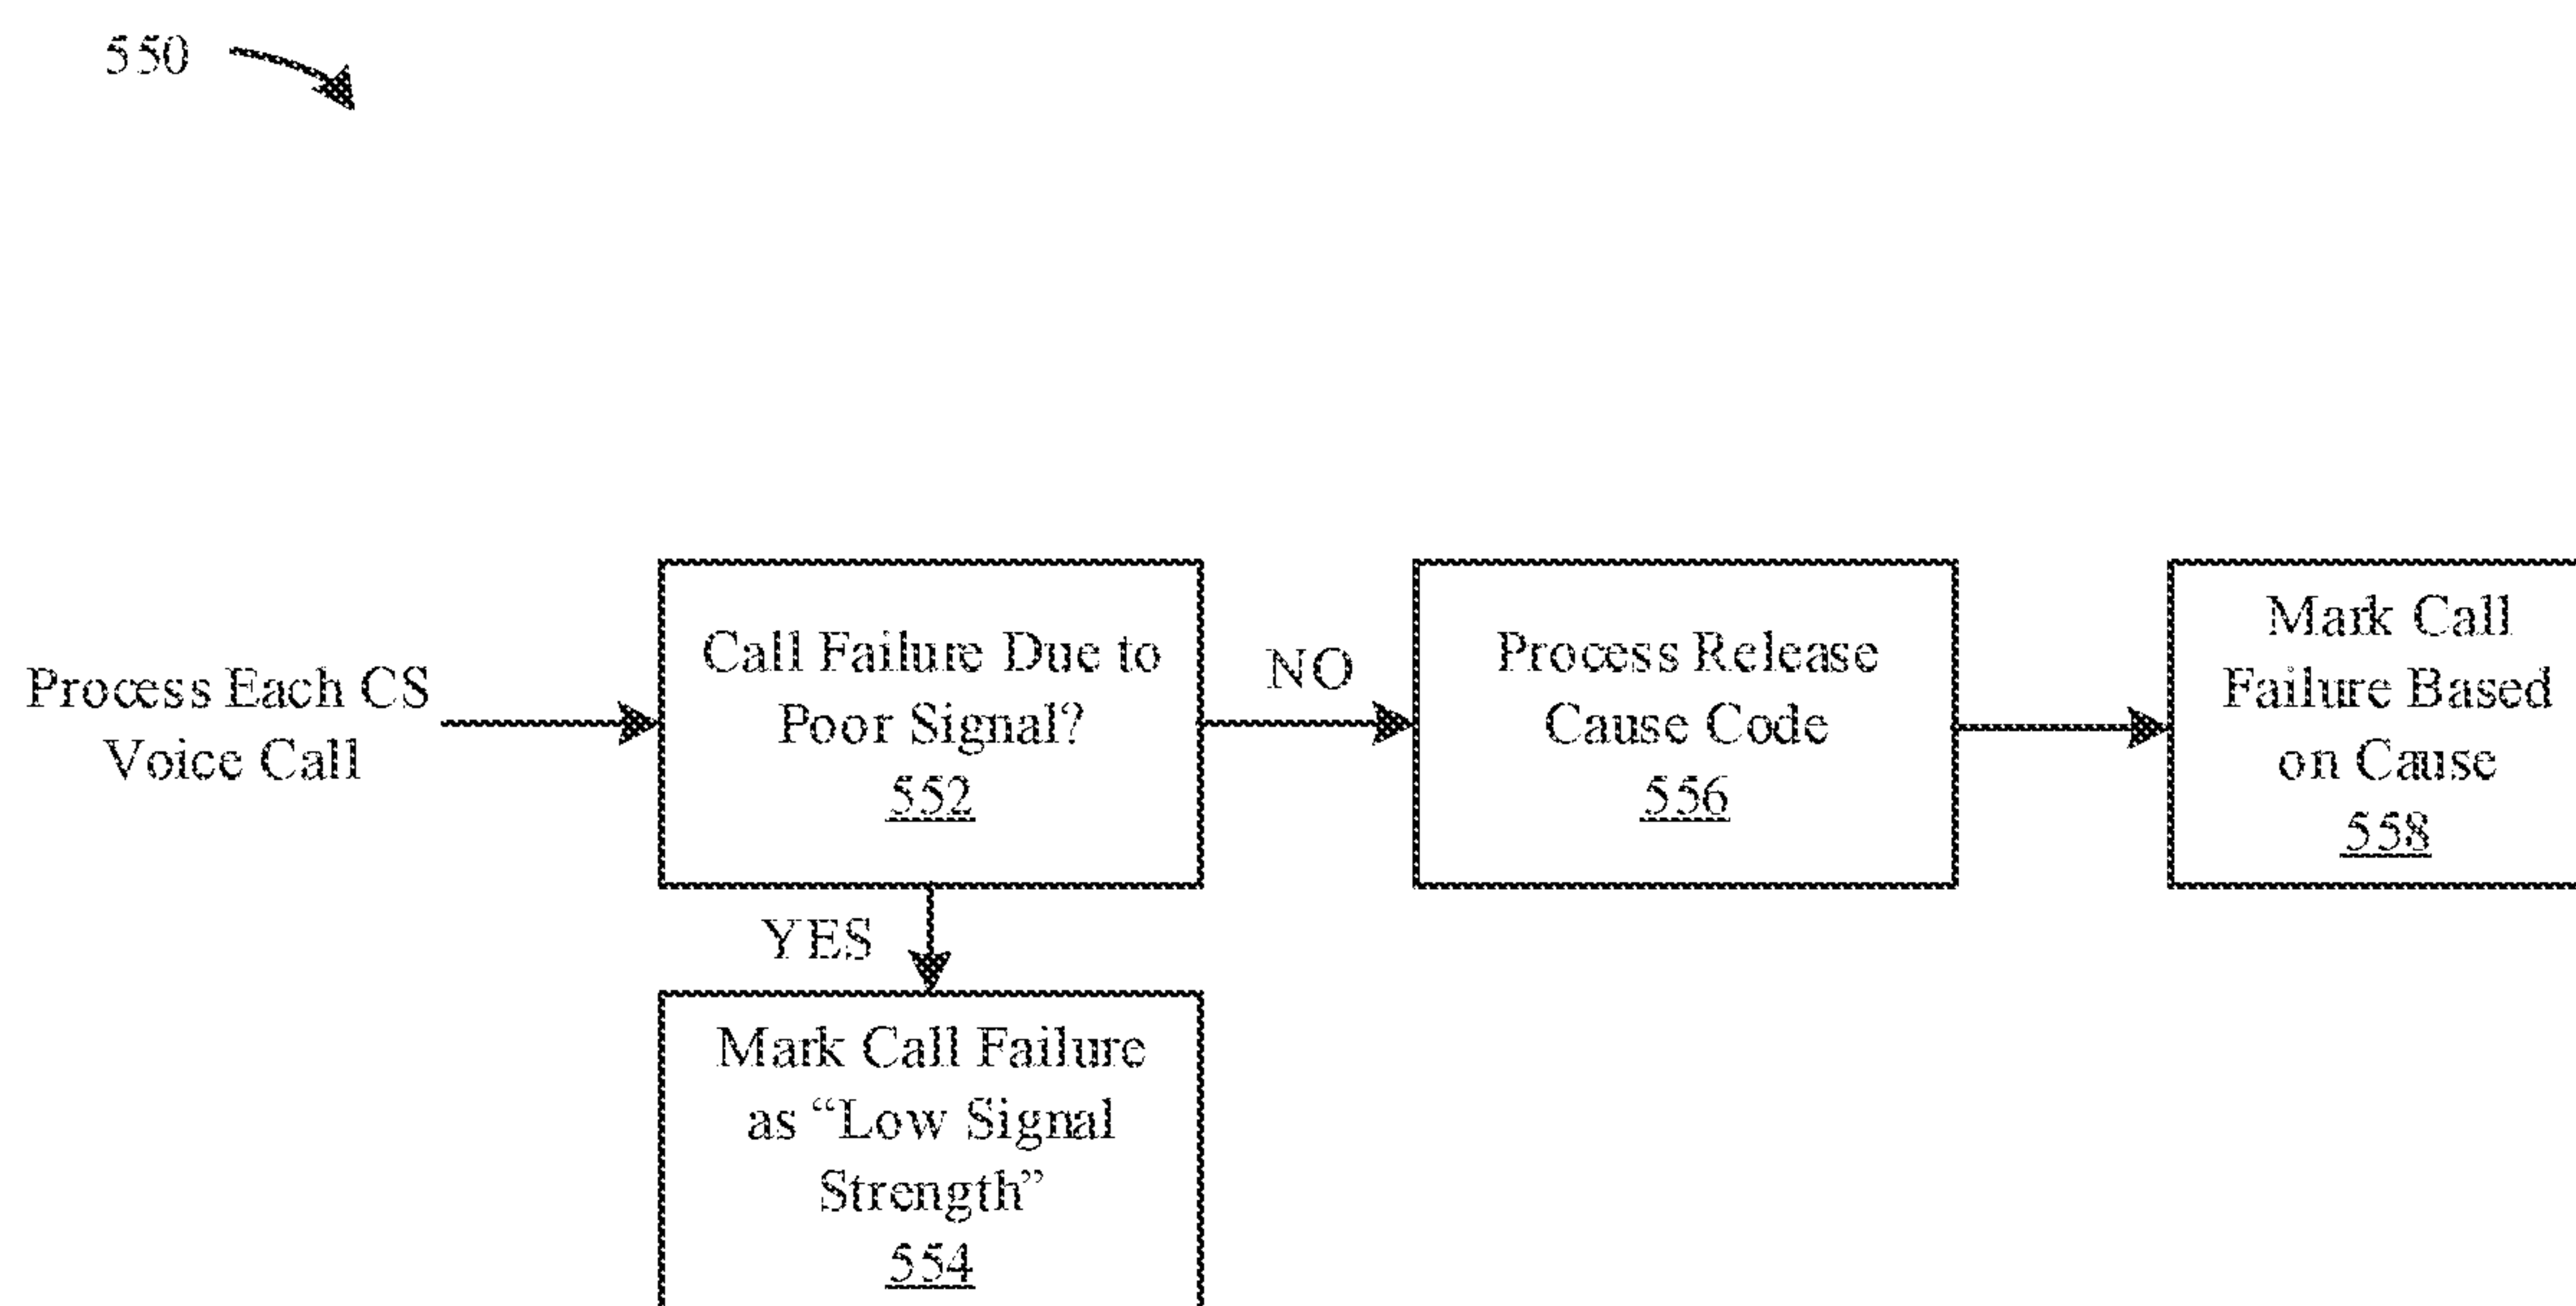 550
Process Each CS
Voice Call
Call Failure Due to
Poor Signal?
552
NO
Process Release
Cause Code
556
Mark Call
Failure Based
on Cause
558
YES
Mark Call Failure
as “Low Signal
Strength”
554